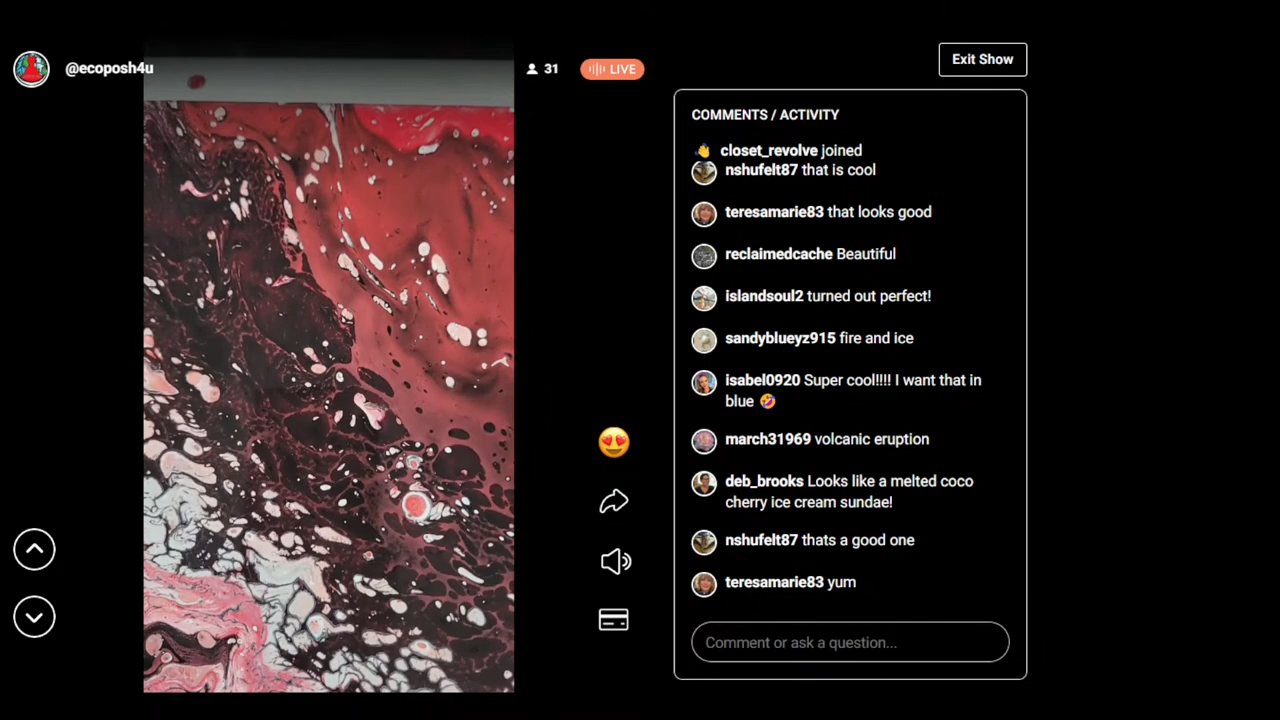 @ecoposh4u
31
LIVE
Exit Show
COMMENTS / ACTIVITY
closet_revolve joined
nshufelt87 that is cool
teresamarie83 that looks good
reclaimedcache Beautiful
islandsoul2 turned out perfect!
sandyblueyz915 fire and ice
isabel0920 Super cool!!!! I want that in
blue 🤣
march31969 volcanic eruption
deb_brooks Looks like a melted coco
cherry ice cream sundae!
nshufelt87 thats a good one
teresamarie83 yum
Comment or ask a question...